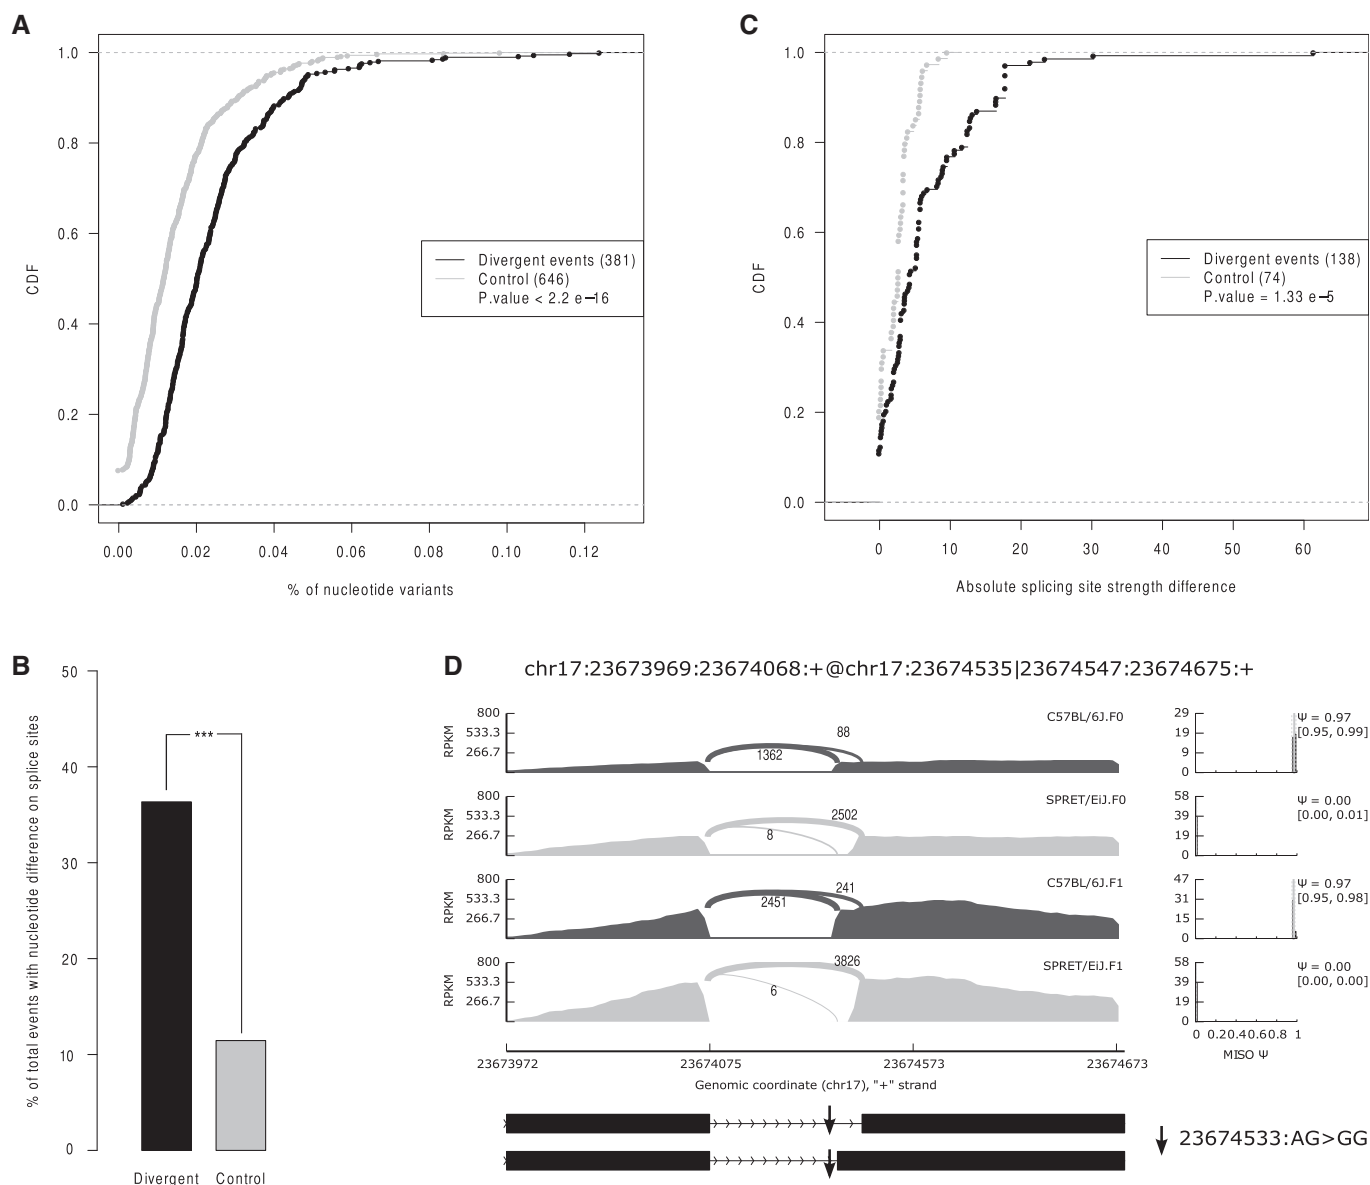 A
1.0
0.8
0.6
0.4
0.2
0.0
CDF
Divergent events (381)
Control (646)
P.value < 2.2 e−16
0.00 0.02 0.04 0.06 0.08 0.10 0.12
% of nucleotide variants
C
1.0
0.8
0.6
0.4
0.2
0.0
CDF
Divergent events (138)
Control (74)
P.value = 1.33 e−5
0 10 20 30 40 50 60
Absolute splicing site strength difference
B
50
40
30
20
10
0
% of total events with nucleotide difference on splice sites
***
Divergent Control
D
chr17:23673969:23674068:+@chr17:23674535|23674547:23674675:+
RPKM
800
533.3
266.7
C57BL/6J.F0
88
1362
29
19
9
0
Ψ = 0.97
[0.95, 0.99]
RPKM
800
533.3
266.7
SPRET/EiJ.F0
2502
8
58
39
19
0
Ψ = 0.00
[0.00, 0.01]
RPKM
800
533.3
266.7
C57BL/6J.F1
241
2451
47
31
15
0
Ψ = 0.97
[0.95, 0.98]
RPKM
800
533.3
266.7
SPRET/EiJ.F1
3826
6
58
39
19
0
Ψ = 0.00
[0.00, 0.00]
0 0.2 0.4 0.6 0.8 1
MISO Ψ
23673972 23674075 23674573 23674673
Genomic coordinate (chr17), "+" strand
23674533:AG>GG